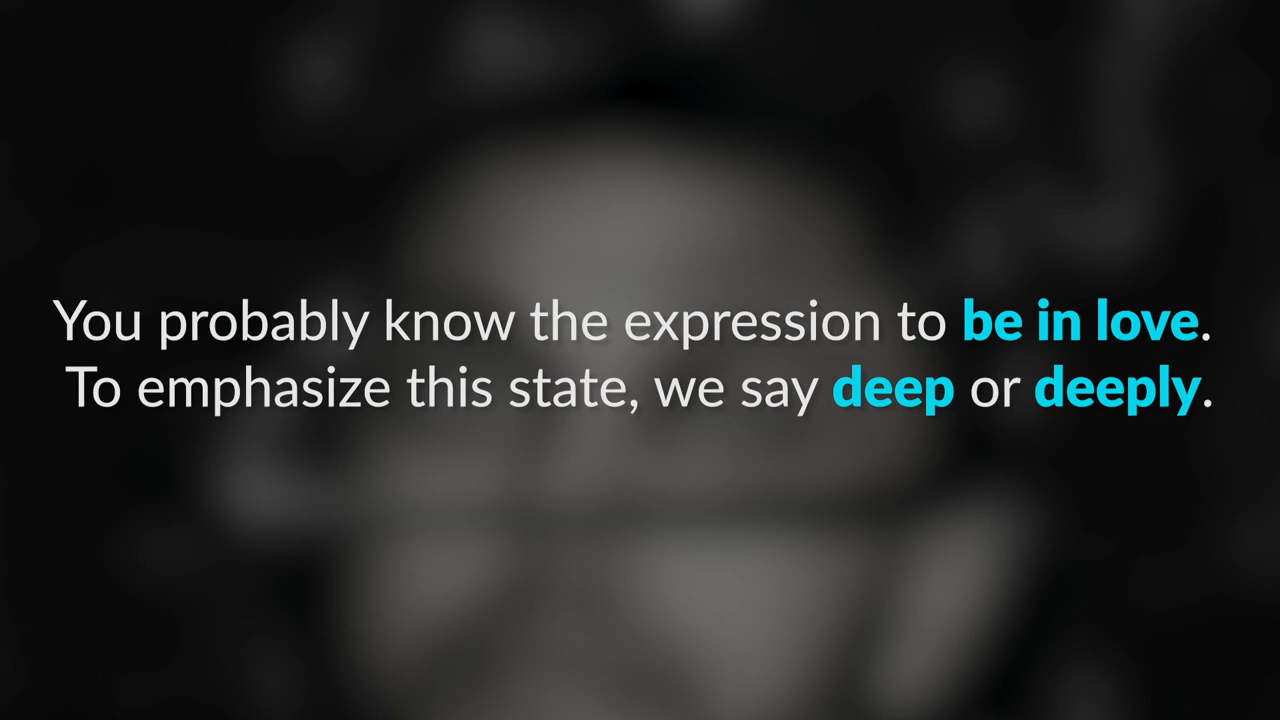 You probably know the expression to be in love.
To emphasize this state, we say deep or deeply.